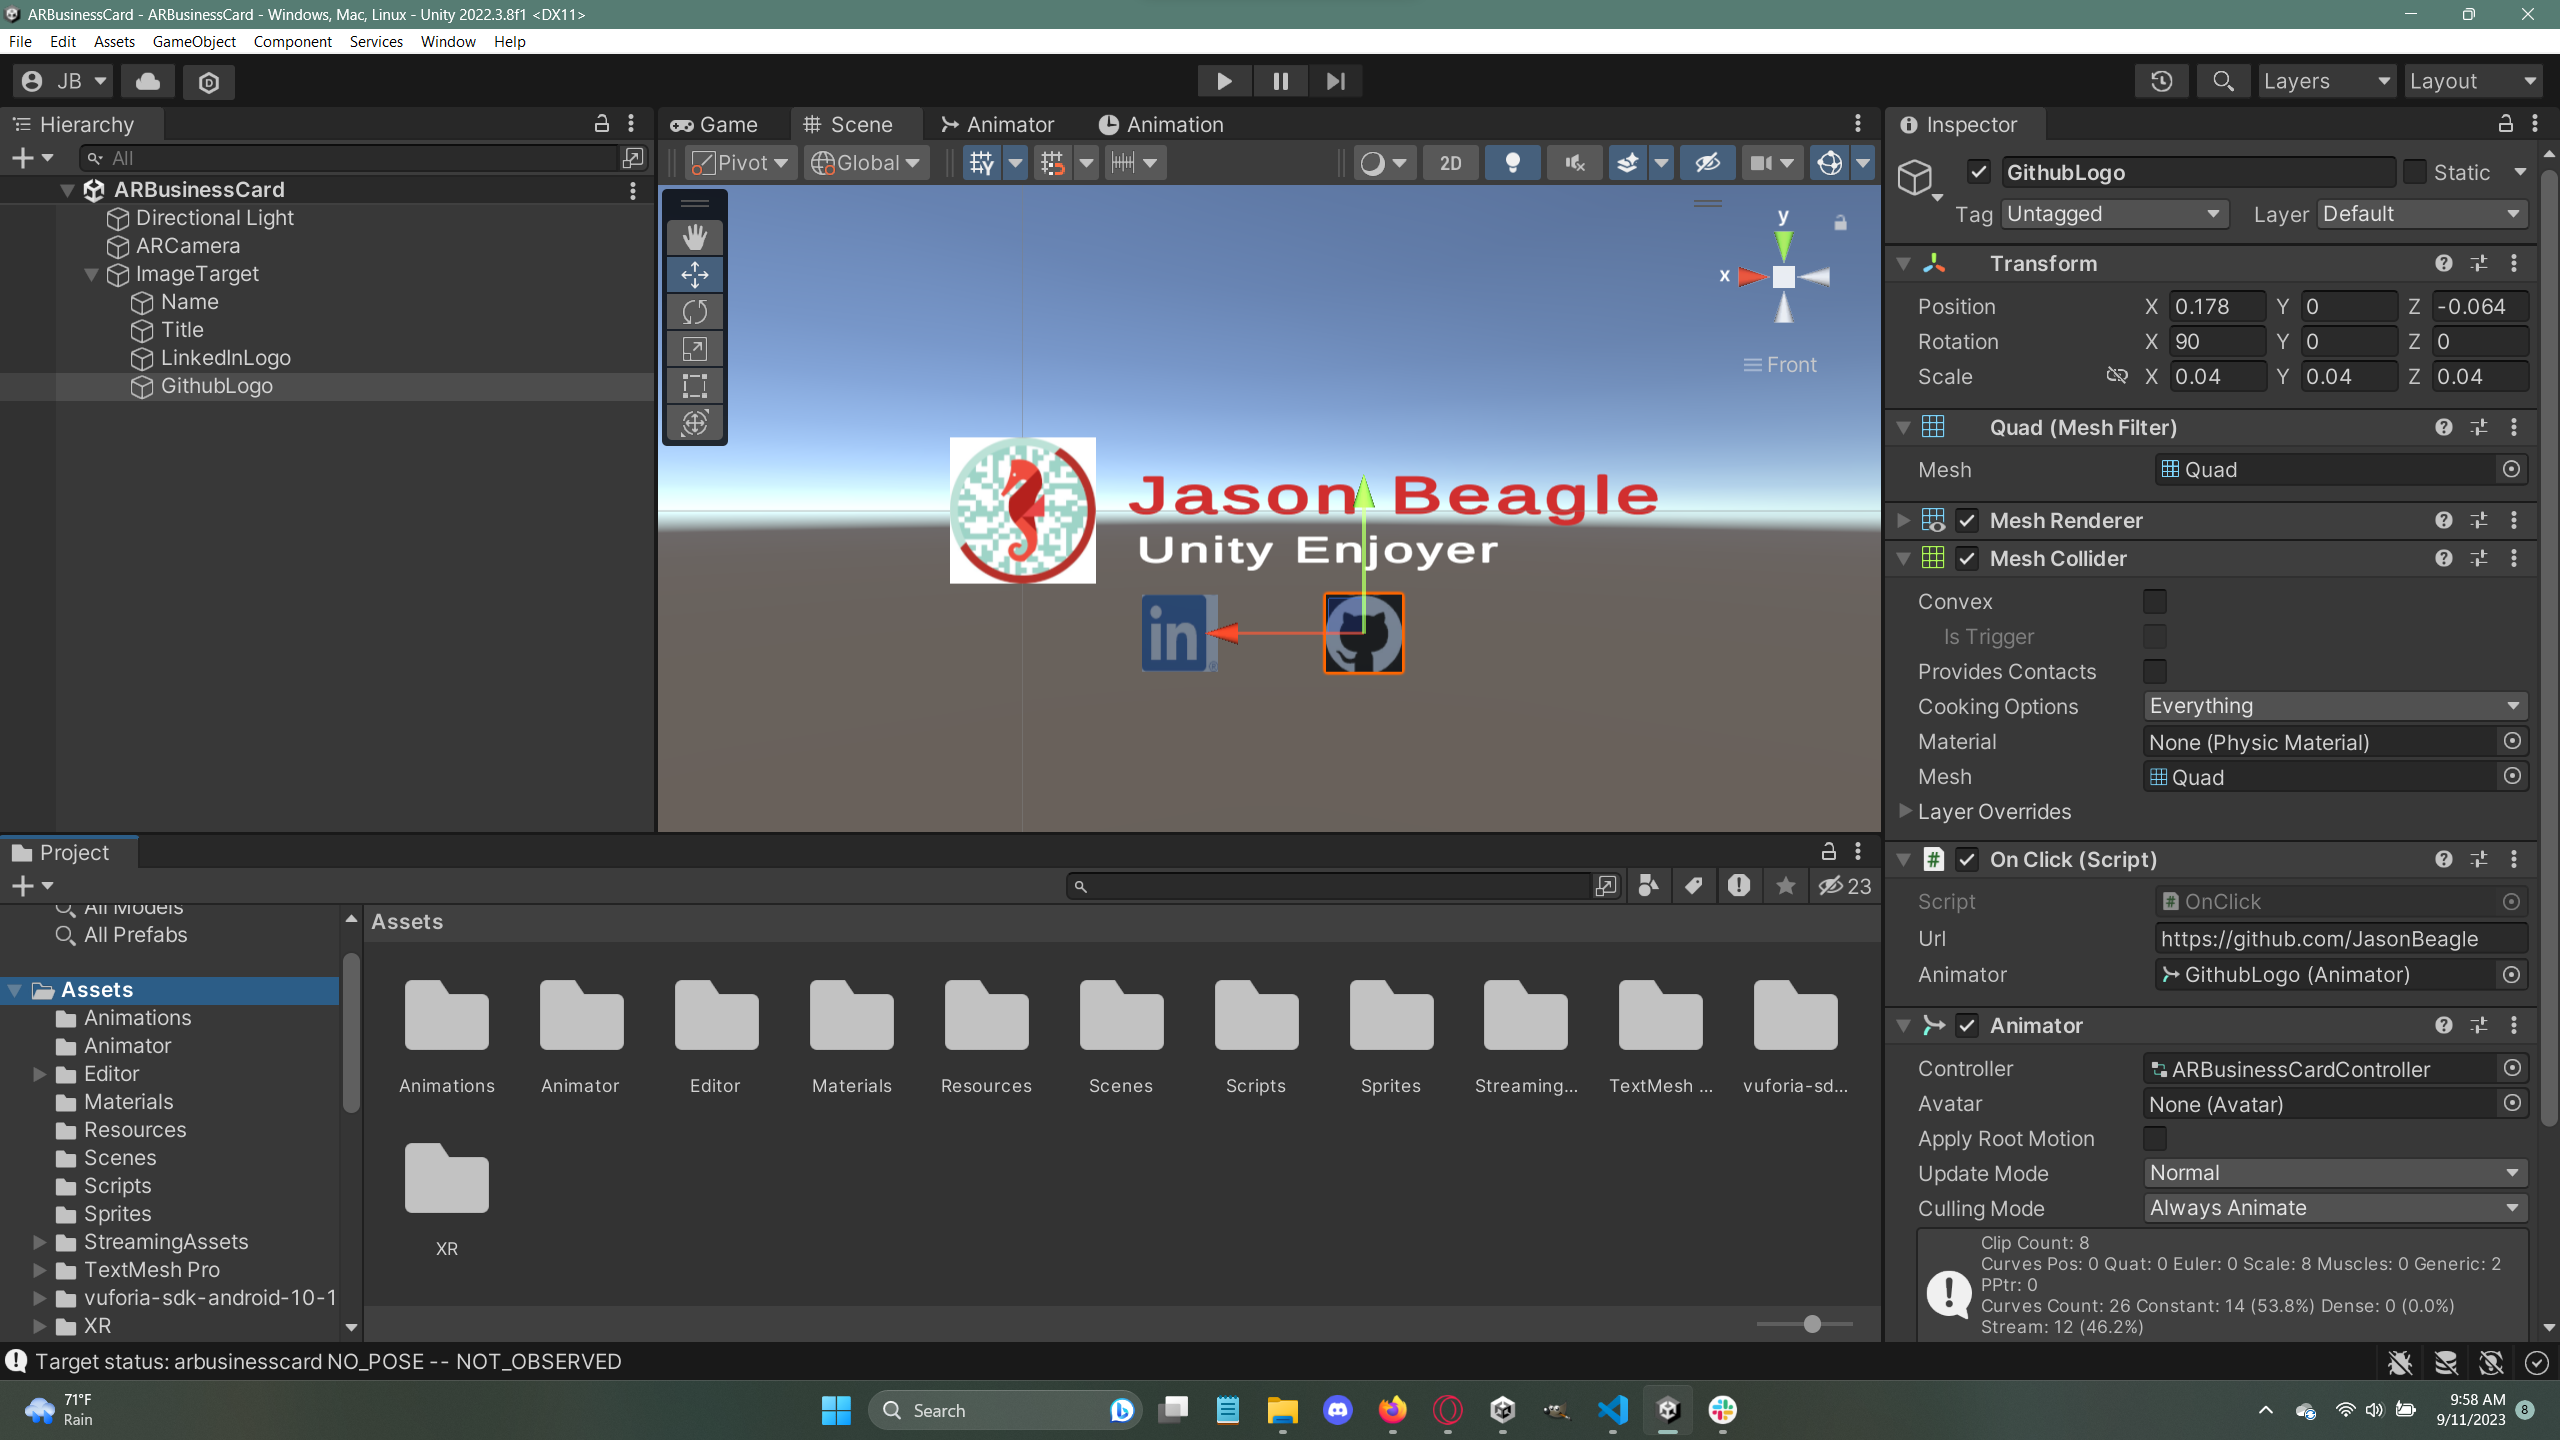 ARBusinessCard - ARBusinessCard - Windows, Mac, Linux - Unity 2022.3.8f1 <DX11>
File Edit Assets GameObject Component Services Window Help
JB
Layers Layout
Hierarchy
All
ARBusinessCard
Directional Light
ARCamera
ImageTarget
Name
Title
LinkedInLogo
GithubLogo
Game Scene Animator Animation
Pivot Global 2D
y
x
Front
Jason Beagle
Unity Enjoyer
in
Inspector
GithubLogo Static
Tag Untagged Layer Default
Transform
Position X 0.178 Y 0 Z -0.064
Rotation X 90 Y 0 Z 0
Scale X 0.04 Y 0.04 Z 0.04
Quad (Mesh Filter)
Mesh Quad
Mesh Renderer
Mesh Collider
Convex
Is Trigger
Provides Contacts
Cooking Options Everything
Material None (Physic Material)
Mesh Quad
Layer Overrides
# On Click (Script)
Script # OnClick
Url https://github.com/JasonBeagle
Animator GithubLogo (Animator)
Animator
Controller ARBusinessCardController
Avatar None (Avatar)
Apply Root Motion
Update Mode Normal
Culling Mode Always Animate
Clip Count: 8
Curves Pos: 0 Quat: 0 Euler: 0 Scale: 8 Muscles: 0 Generic: 2
PPtr: 0
Curves Count: 26 Constant: 14 (53.8%) Dense: 0 (0.0%)
Stream: 12 (46.2%)
Project
23
All Models
All Prefabs
Assets
Animations
Animator
Editor
Materials
Resources
Scenes
Scripts
Sprites
StreamingAssets
TextMesh Pro
vuforia-sdk-android-10-1
XR
Assets
Animations Animator Editor Materials Resources Scenes Scripts Sprites Streaming... TextMesh ... vuforia-sd...
XR
Target status: arbusinesscard NO_POSE -- NOT_OBSERVED
71°F
Rain
Search
9:58 AM
9/11/2023
8